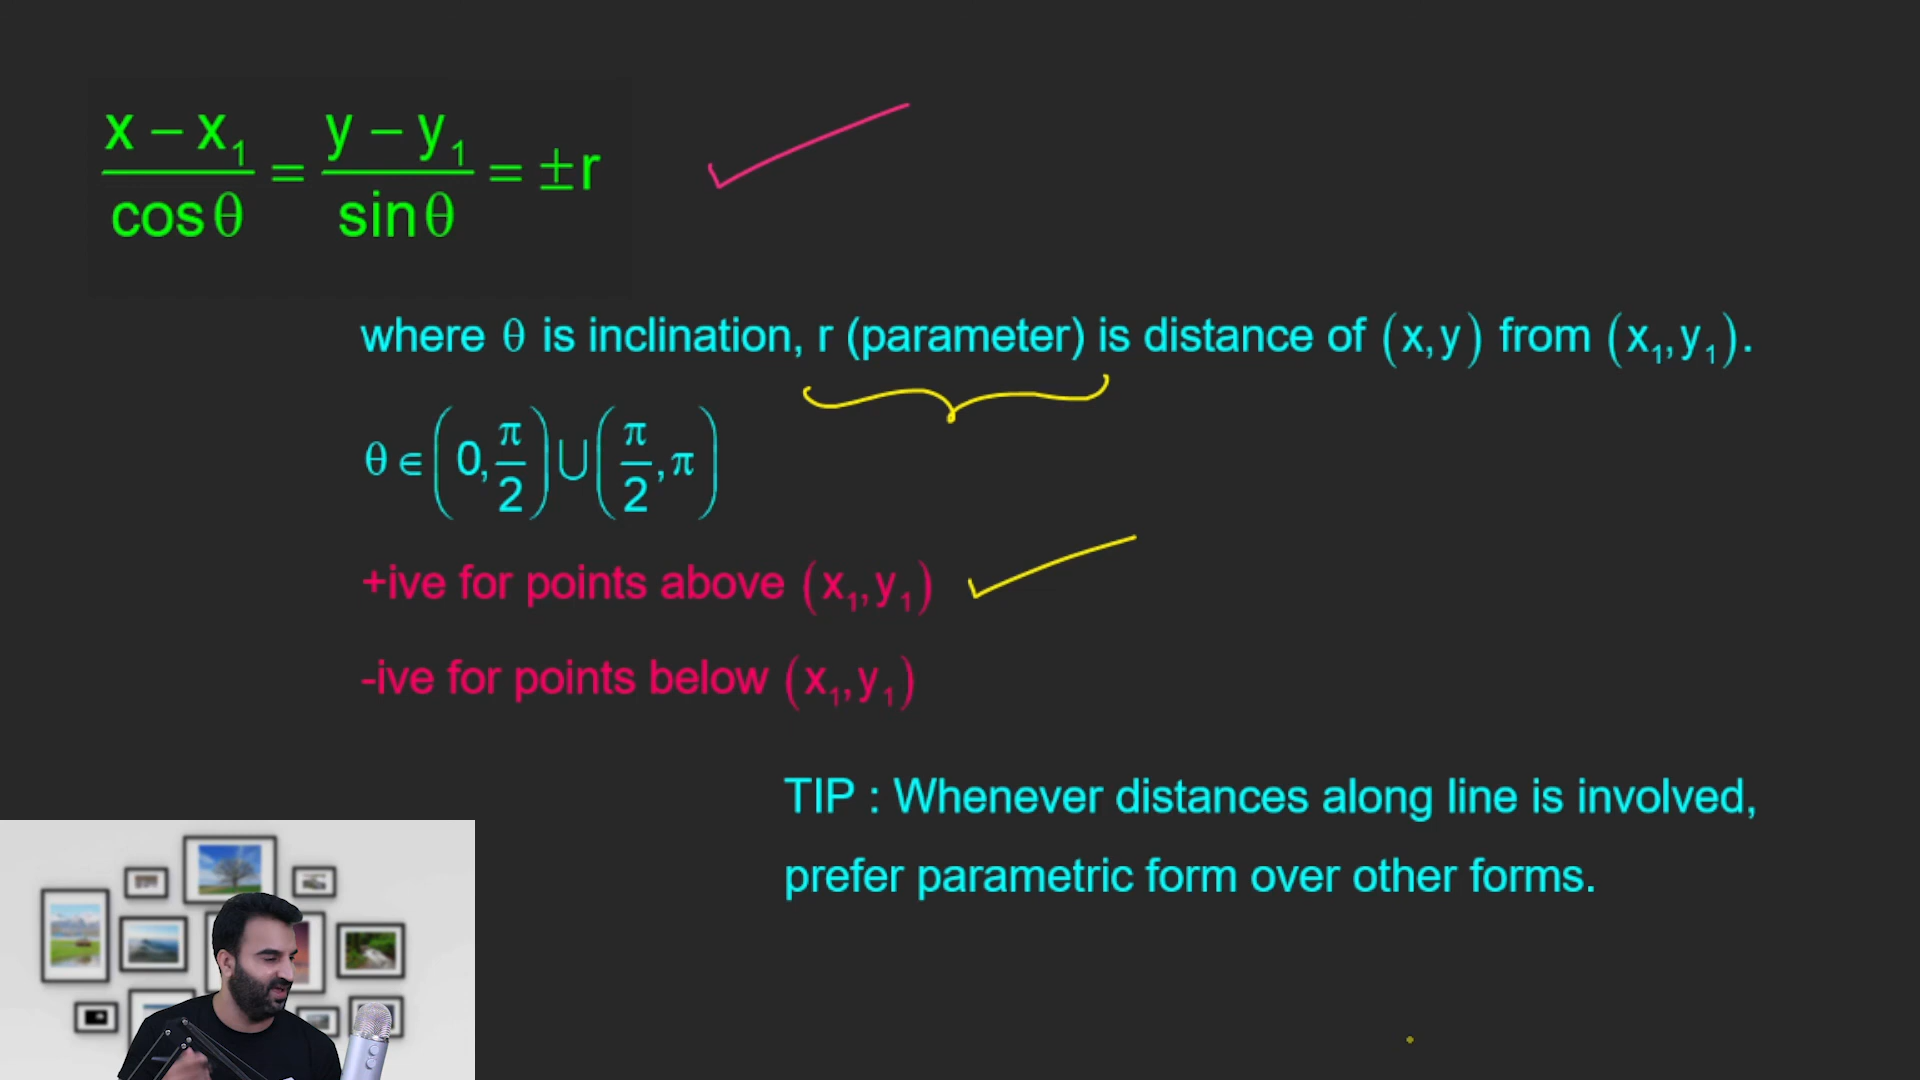 (x − x₁)/cos θ = (y − y₁)/sin θ = ±r
where θ is inclination, r (parameter) is distance of (x,y) from (x₁,y₁).
θ ∈ (0, π/2) ∪ (π/2, π)
+ive for points above (x₁,y₁)
-ive for points below (x₁,y₁)
TIP : Whenever distances along line is involved,
prefer parametric form over other forms.